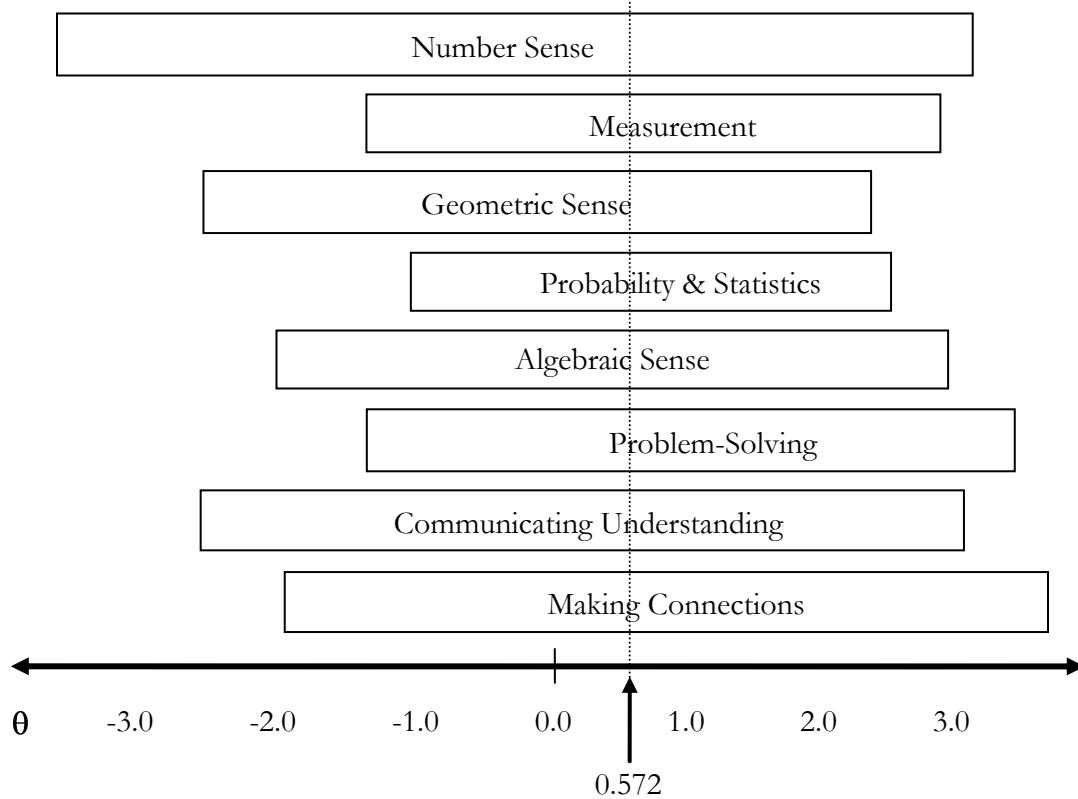 Number Sense
Measurement
Geometric Sense
Probability & Statistics
Algebraic Sense
Problem-Solving
Communicating Understanding
Making Connections
θ -3.0 -2.0 -1.0 0.0 1.0 2.0 3.0
0.572